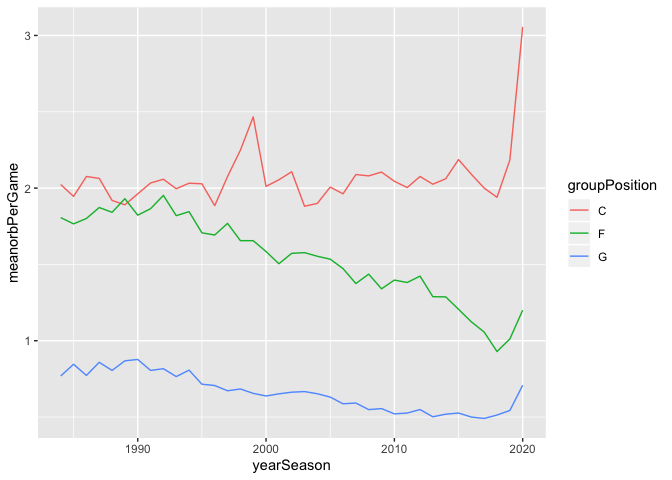 3
2
1
meanorbPerGame
1990
2000
2010
2020
yearSeason
groupPosition
C
F
G